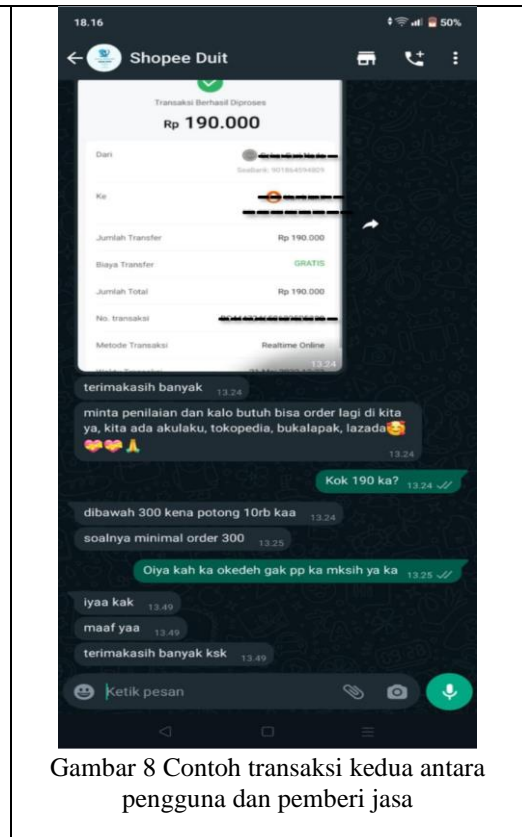 18.16
50%
Shopee Duit
Transaksi Berhasil Diproses
Rp 190.000
Dari
Seabank: 901864594829
Ke
Jumlah Transfer Rp 190.000
Biaya Transfer GRATIS
Jumlah Total Rp 190.000
No. transaksi
Metode Transaksi Realtime Online
13.24
terimakasih banyak 13.24
minta penilaian dan kalo butuh bisa order lagi di kita
ya, kita ada akulaku, tokopedia, bukalapak, lazada🥰
💝💝🙏 13.24
Kok 190 ka? 13.24
dibawah 300 kena potong 10rb kaa 13.24
soalnya minimal order 300 13.25
Oiya kah ka okedeh gak pp ka mksih ya ka 13.25
iyaa kak 13.49
maaf yaa 13.49
terimakasih banyak ksk 13.49
Ketik pesan
Gambar 8 Contoh transaksi kedua antara
pengguna dan pemberi jasa